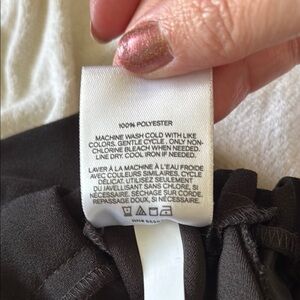 100% POLYESTER
MACHINE WASH COLD WITH LIKE
COLORS, GENTLE CYCLE, ONLY NON-
CHLORINE BLEACH WHEN NEEDED.
LINE DRY. COOL IRON IF NEEDED.
LAVER À LA MACHINE À L'EAU FROIDE
AVEC COULEURS SIMILAIRES, CYCLE
DÉLICAT. UTILISEZ SEULEMENT
DU JAVELLISANT SANS CHLORE, SI
NÉCESSAIRE. SÉCHAGE SUR CORDE.
REPASSAGE DOUX, SI NÉCESSAIRE.